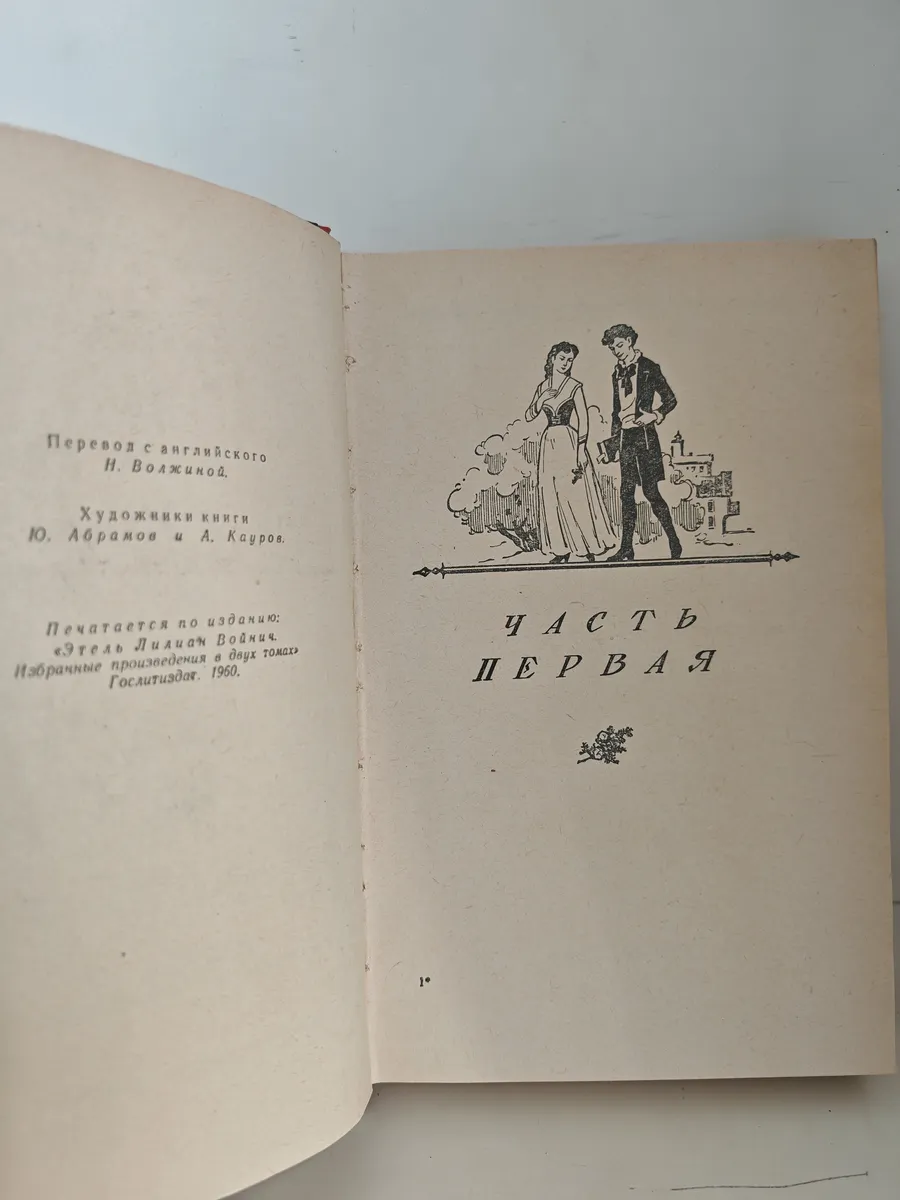 Перевод с английского
Н. Волжиной.
Художники книги
Ю. Абрамов и А. Кауров.
Печатается по изданию:
«Этель Лилиан Войнич.
Избранные произведения в двух томах»
Гослитиздат. 1960.
ЧАСТЬ
ПЕРВАЯ
1*